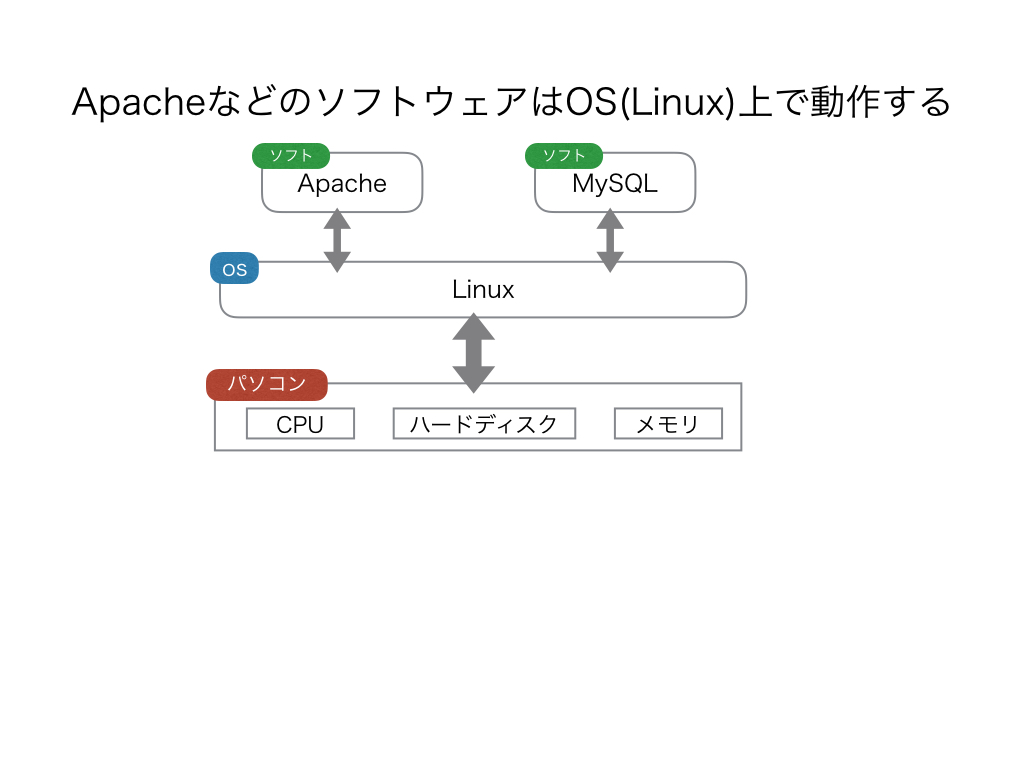 ApacheなどのソフトウェアはOS(Linux)上で動作する
ソフト
Apache
ソフト
MySQL
OS
Linux
パソコン
CPU
ハードディスク
メモリ